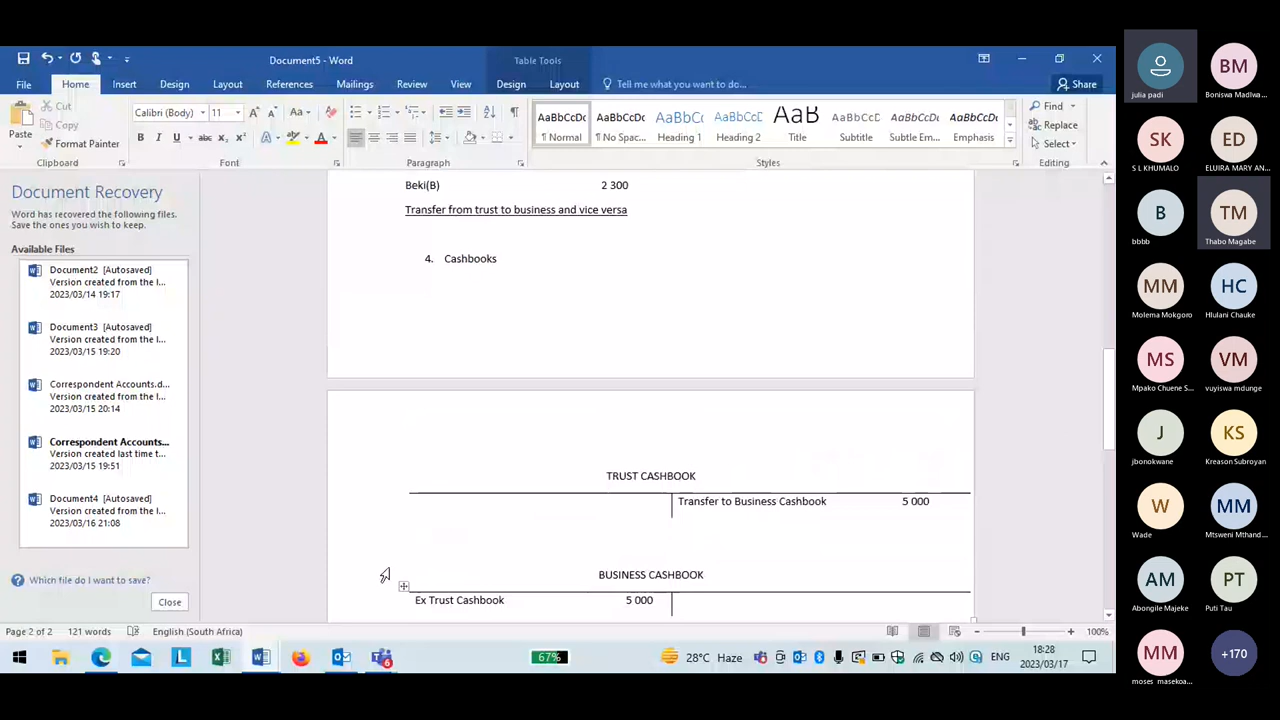 Document5 - Word
Table Tools
File Home Insert Design Layout References Mailings Review View Design Layout Tell me what you want to do... Share
Paste
Cut
Copy
Format Painter
Calibri (Body) 11
AaBbCcDc AaBbCcDc AaBbCc AaBbCcD AaB AaBbCcD AaBbCcDc AaBbCcDc
¶ Normal ¶ No Spac... Heading 1 Heading 2 Title Subtitle Subtle Em... Emphasis
Find
Replace
Select
Clipboard Font Paragraph Styles Editing
Document Recovery
Word has recovered the following files.
Save the ones you wish to keep.
Available Files
Document2 [Autosaved]
Version created from the l...
2023/03/14 19:17
Document3 [Autosaved]
Version created from the l...
2023/03/15 19:20
Correspondent Accounts.d...
Version created from the l...
2023/03/15 20:14
Correspondent Accounts...
Version created last time t...
2023/03/15 19:51
Document4 [Autosaved]
Version created from the l...
2023/03/16 21:08
Which file do I want to save?
Close
Beki(B) 2 300
Transfer from trust to business and vice versa
4. Cashbooks
TRUST CASHBOOK
Transfer to Business Cashbook 5 000
BUSINESS CASHBOOK
Ex Trust Cashbook 5 000
Page 2 of 2 121 words English (South Africa) 100%
67% 28°C Haze ENG 18:28
2023/03/17
julia padi
BM
Boniswa Madlwa...
SK
S L KHUMALO
ED
ELUIRA MARY AN...
B
bbbb
TM
Thabo Magabe
MM
Molema Mokgoro
HC
Hlulani Chauke
MS
Mpako Chuene S...
VM
vuyiswa mdunge
J
jbonokwane
KS
Kreason Subroyan
W
Wade
MM
Mtsweni Mthand...
AM
Abongile Majeke
PT
Puti Tau
MM
moses masekoa...
+170